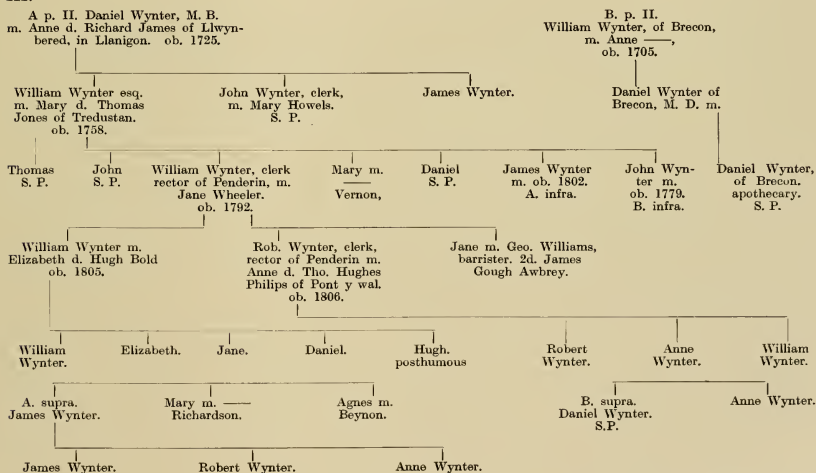 A p. II. Daniel Wynter, M. B.
m. Anne d. Richard James of Llwyn-
bered, in Llanigon. ob. 1725.
B. p. II.
William Wynter, of Brecon,
m. Anne ——,
ob. 1705.
William Wynter esq.
m. Mary d. Thomas
Jones of Tredustan.
ob. 1758.
John Wynter, clerk,
m. Mary Howels.
S. P.
James Wynter.
Daniel Wynter of
Brecon, M. D. m.
Thomas
S. P.
John
S. P.
William Wynter, clerk
rector of Penderin, m.
Jane Wheeler.
ob. 1792.
Mary m.
——
Vernon,
Daniel
S. P.
James Wynter
m. ob. 1802.
A. infra.
John Wyn-
ter m.
ob. 1779.
B. infra.
Daniel Wynter,
of Brecon.
apothecary.
S. P.
William Wynter m.
Elizabeth d. Hugh Bold
ob. 1805.
Rob. Wynter, clerk,
rector of Penderin m.
Anne d. Tho. Hughes
Philips of Pont y wal.
ob. 1806.
Jane m. Geo. Williams,
barrister. 2d. James
Gough Awbrey.
William
Wynter.
Elizabeth.
Jane.
Daniel.
Hugh.
posthumous
Robert
Wynter.
Anne
Wynter.
William
Wynter.
A. supra.
James Wynter.
Mary m. ——
Richardson.
Agnes m.
Beynon.
B. supra.
Daniel Wynter.
S.P.
Anne Wynter.
James Wynter.
Robert Wynter.
Anne Wynter.